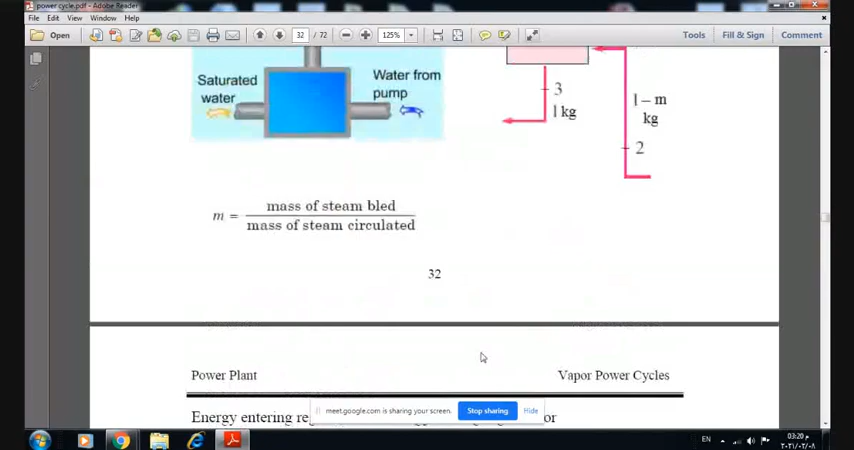 power cycle.pdf - Adobe Reader
File Edit View Window Help
Open 32 / 72 125% Tools Fill & Sign Comment
Saturated water
Water from pump
3
1 kg
1 – m kg
2
m = mass of steam bled
mass of steam circulated
32
Power Plant Vapor Power Cycles
meet.google.com is sharing your screen. Stop sharing Hide
Energy entering or
EN 03:20 م
٢٠٢١/٠٢/٠٨